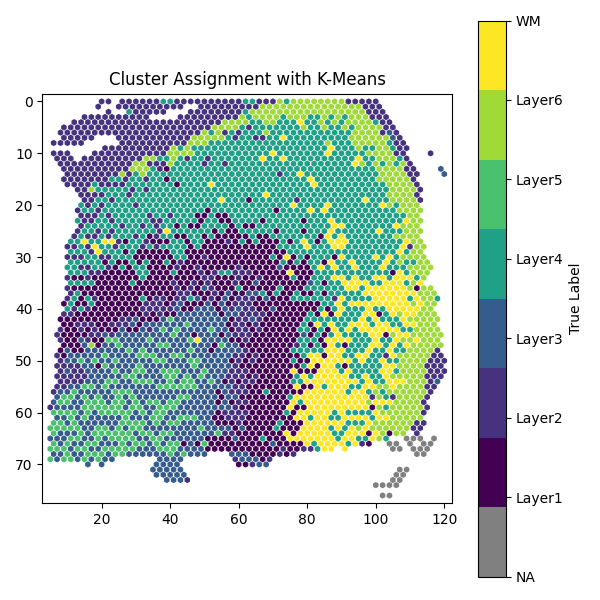 Cluster Assignment with K-Means
0
10
20
30
40
50
60
70
20 40 60 80 100 120
WM
Layer6
Layer5
Layer4
Layer3
Layer2
Layer1
NA
True Label